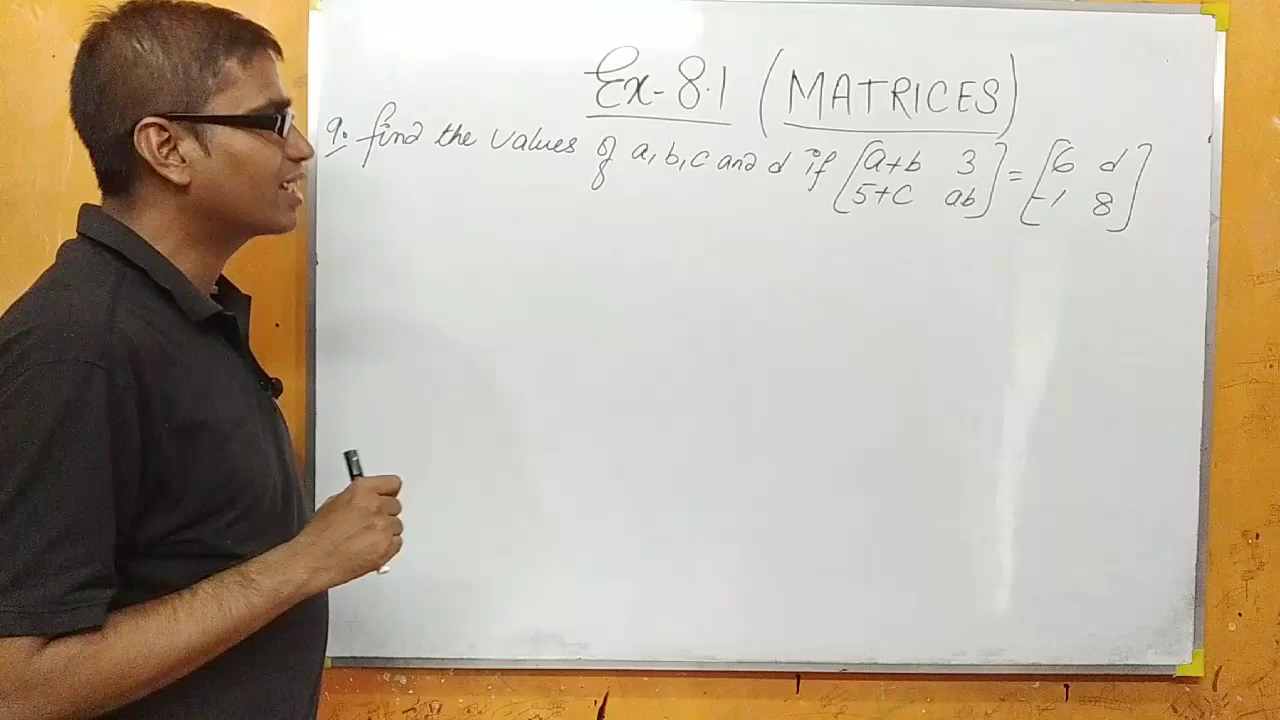 Ex-8.1 (MATRICES)
9. find the values of a, b, c and d if [a+b 3] = [6 d]
[5+c ab] [-1 8]